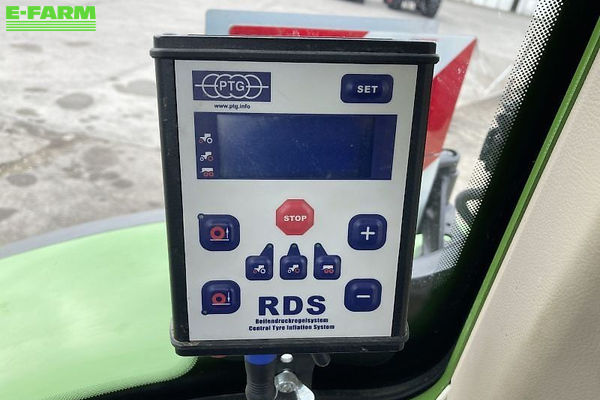 E-FARM
PTG
www.ptg.info
SET
STOP
RDS
Reifendruckregelsystem
Central Tyre Inflation System